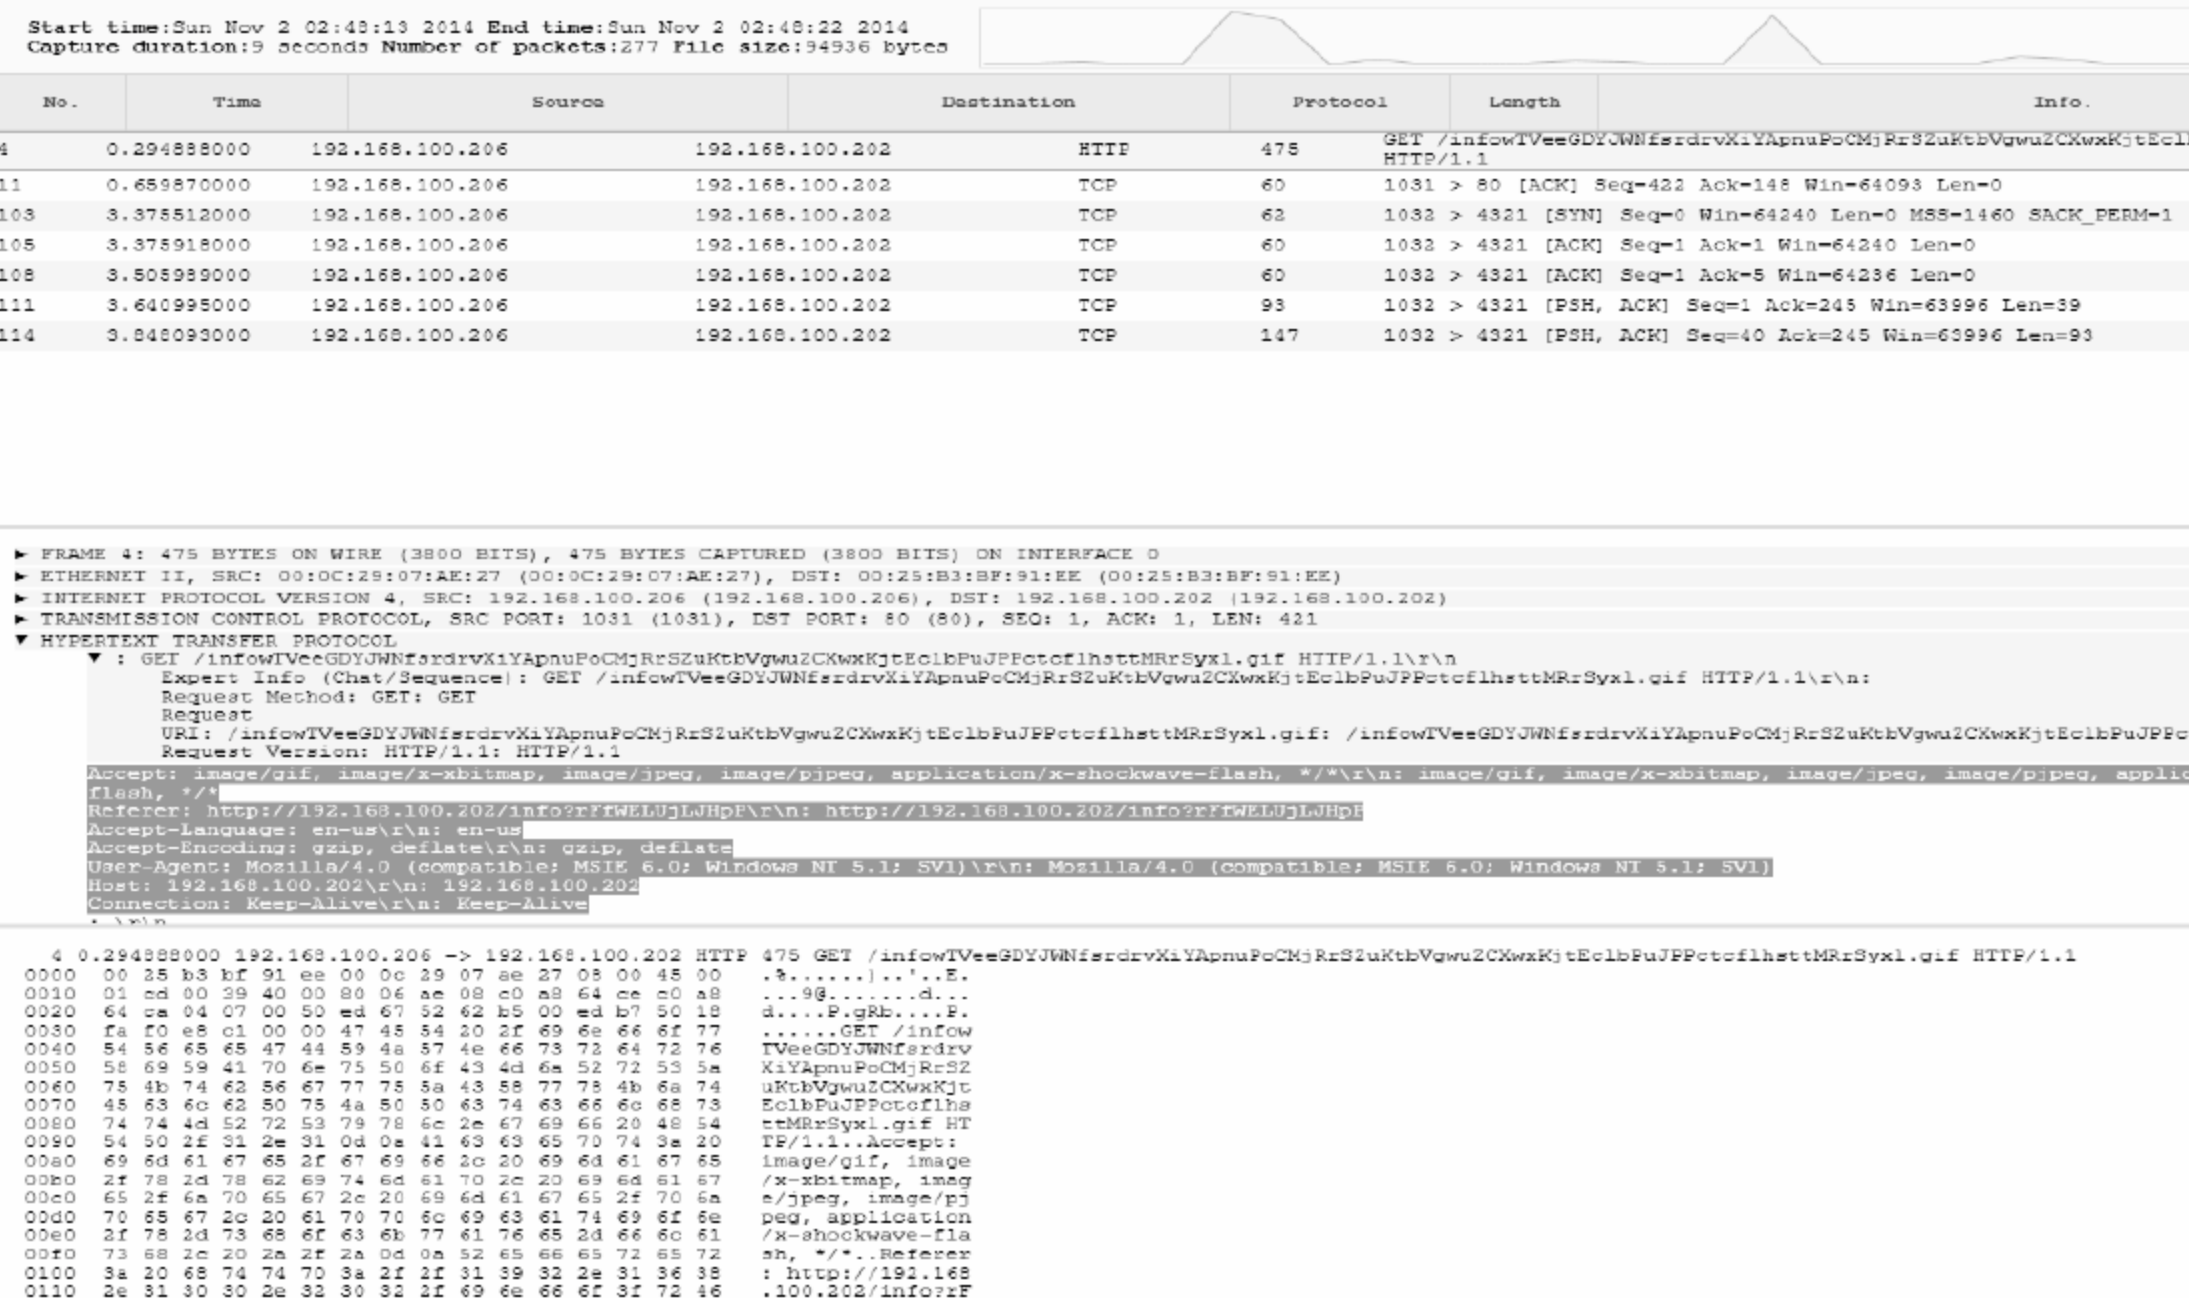 Start time:Sun Nov 2 02:48:13 2014 End time:Sun Nov 2 02:48:22 2014
Capture duration:9 seconds Number of packets:277 File size:94936 bytes
No. Time Source Destination Protocol Length Info.
4 0.294888000 192.168.100.206 192.168.100.202 HTTP 475 GET /infowTVeeGDYJWNfsrdrvXiYApnuPoCMjRrSZuKtbVgwuZCXwxKjtEcl
HTTP/1.1
11 0.659870000 192.168.100.206 192.168.100.202 TCP 60 1031 > 80 [ACK] Seq=422 Ack=148 Win=64093 Len=0
103 3.375512000 192.168.100.206 192.168.100.202 TCP 62 1032 > 4321 [SYN] Seq=0 Win=64240 Len=0 MSS=1460 SACK_PERM=1
105 3.375918000 192.168.100.206 192.168.100.202 TCP 60 1032 > 4321 [ACK] Seq=1 Ack=1 Win=64240 Len=0
108 3.505989000 192.168.100.206 192.168.100.202 TCP 60 1032 > 4321 [ACK] Seq=1 Ack=5 Win=64236 Len=0
111 3.640995000 192.168.100.206 192.168.100.202 TCP 93 1032 > 4321 [PSH, ACK] Seq=1 Ack=245 Win=63996 Len=39
114 3.848093000 192.168.100.206 192.168.100.202 TCP 147 1032 > 4321 [PSH, ACK] Seq=40 Ack=245 Win=63996 Len=93
► FRAME 4: 475 BYTES ON WIRE (3800 BITS), 475 BYTES CAPTURED (3800 BITS) ON INTERFACE 0
► ETHERNET II, SRC: 00:0C:29:07:AE:27 (00:0C:29:07:AE:27), DST: 00:25:B3:BF:91:EE (00:25:B3:BF:91:EE)
► INTERNET PROTOCOL VERSION 4, SRC: 192.168.100.206 (192.168.100.206), DST: 192.168.100.202 (192.168.100.202)
► TRANSMISSION CONTROL PROTOCOL, SRC PORT: 1031 (1031), DST PORT: 80 (80), SEQ: 1, ACK: 1, LEN: 421
▼ HYPERTEXT TRANSFER PROTOCOL
▼ : GET /infowTVeeGDYJWNfsrdrvXiYApnuPoCMjRrSZuKtbVgwuZCXwxKjtEclbPuJPPctcflhsttMRrSyxl.gif HTTP/1.1\r\n
Expert Info (Chat/Sequence): GET /infowTVeeGDYJWNfsrdrvXiYApnuPoCMjRrSZuKtbVgwuZCXwxKjtEclbPuJPPctcflhsttMRrSyxl.gif HTTP/1.1\r\n:
Request Method: GET: GET
Request
URI: /infowTVeeGDYJWNfsrdrvXiYApnuPoCMjRrSZuKtbVgwuZCXwxKjtEclbPuJPPctcflhsttMRrSyxl.gif: /infowTVeeGDYJWNfsrdrvXiYApnuPoCMjRrSZuKtbVgwuZCXwxKjtEclbPuJPPc
Request Version: HTTP/1.1: HTTP/1.1
Accept: image/gif, image/x-xbitmap, image/jpeg, image/pjpeg, application/x-shockwave-flash, */*\r\n: image/gif, image/x-xbitmap, image/jpeg, image/pjpeg, applic
flash, */*
Referer: http://192.168.100.202/info?rFfWELUjLJHpP\r\n: http://192.168.100.202/info?rFfWELUjLJHpP
Accept-Language: en-us\r\n: en-us
Accept-Encoding: gzip, deflate\r\n: gzip, deflate
User-Agent: Mozilla/4.0 (compatible; MSIE 6.0; Windows NT 5.1; SV1)\r\n: Mozilla/4.0 (compatible; MSIE 6.0; Windows NT 5.1; SV1)
Host: 192.168.100.202\r\n: 192.168.100.202
Connection: Keep-Alive\r\n: Keep-Alive
: \r\n
4 0.294888000 192.168.100.206 -> 192.168.100.202 HTTP 475 GET /infowTVeeGDYJWNfsrdrvXiYApnuPoCMjRrSZuKtbVgwuZCXwxKjtEclbPuJPPctcflhsttMRrSyxl.gif HTTP/1.1
0000 00 25 b3 bf 91 ee 00 0c 29 07 ae 27 08 00 45 00 .%......)..'..E.
0010 01 cd 00 39 40 00 80 06 ae 08 c0 a8 64 ce c0 a8 ...9@.......d...
0020 64 ca 04 07 00 50 ed 67 52 62 b5 00 ed b7 50 18 d....P.gRb....P.
0030 fa f0 e8 c1 00 00 47 45 54 20 2f 69 6e 66 6f 77 ......GET /infow
0040 54 56 65 65 47 44 59 4a 57 4e 66 73 72 64 72 76 TVeeGDYJWNfsrdrv
0050 58 69 59 41 70 6e 75 50 6f 43 4d 6a 52 72 53 5a XiYApnuPoCMjRrSZ
0060 75 4b 74 62 56 67 77 75 5a 43 58 77 78 4b 6a 74 uKtbVgwuZCXwxKjt
0070 45 63 6c 62 50 75 4a 50 50 63 74 63 66 6c 68 73 EclbPuJPPctcflhs
0080 74 74 4d 52 72 53 79 78 6c 2e 67 69 66 20 48 54 ttMRrSyxl.gif HT
0090 54 50 2f 31 2e 31 0d 0a 41 63 63 65 70 74 3a 20 TP/1.1..Accept:
00a0 69 6d 61 67 65 2f 67 69 66 2c 20 69 6d 61 67 65 image/gif, image
00b0 2f 78 2d 78 62 69 74 6d 61 70 2c 20 69 6d 61 67 /x-xbitmap, imag
00c0 65 2f 6a 70 65 67 2c 20 69 6d 61 67 65 2f 70 6a e/jpeg, image/pj
00d0 70 65 67 2c 20 61 70 70 6c 69 63 61 74 69 6f 6e peg, application
00e0 2f 78 2d 73 68 6f 63 6b 77 61 76 65 2d 66 6c 61 /x-shockwave-fla
00f0 73 68 2c 20 2a 2f 2a 0d 0a 52 65 66 65 72 65 72 sh, */*..Referer
0100 3a 20 68 74 74 70 3a 2f 2f 31 39 32 2e 31 36 38 : http://192.168
0110 2e 31 30 30 2e 32 30 32 2f 69 6e 66 6f 3f 72 46 .100.202/info?rF